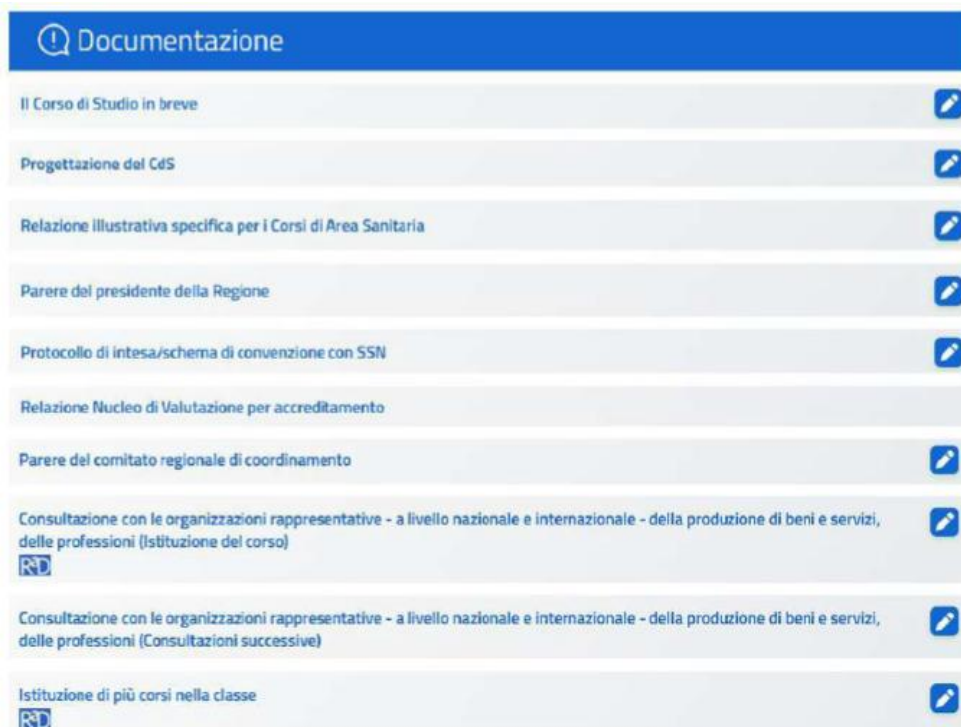 Documentazione
Il Corso di Studio in breve
Progettazione del CdS
Relazione illustrativa specifica per i Corsi di Area Sanitaria
Parere del presidente della Regione
Protocollo di intesa/schema di convenzione con SSN
Relazione Nucleo di Valutazione per accreditamento
Parere del comitato regionale di coordinamento
Consultazione con le organizzazioni rappresentative - a livello nazionale e internazionale - della produzione di beni e servizi,
delle professioni (Istituzione del corso)
RaD
Consultazione con le organizzazioni rappresentative - a livello nazionale e internazionale - della produzione di beni e servizi,
delle professioni (Consultazioni successive)
Istituzione di più corsi nella classe
RaD